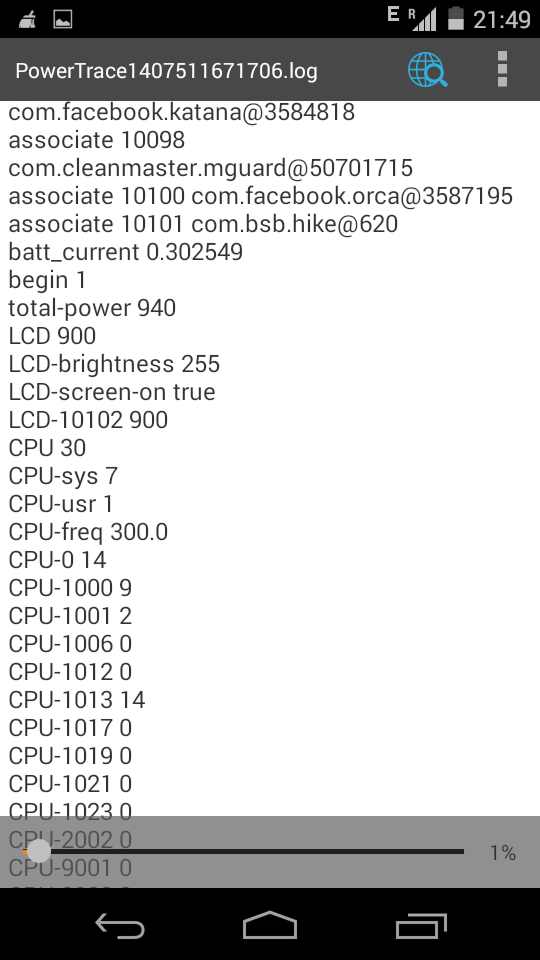 E R 21:49
PowerTrace1407511671706.log
com.facebook.katana@3584818
associate 10098
com.cleanmaster.mguard@50701715
associate 10100 com.facebook.orca@3587195
associate 10101 com.bsb.hike@620
batt_current 0.302549
begin 1
total-power 940
LCD 900
LCD-brightness 255
LCD-screen-on true
LCD-10102 900
CPU 30
CPU-sys 7
CPU-usr 1
CPU-freq 300.0
CPU-0 14
CPU-1000 9
CPU-1001 2
CPU-1006 0
CPU-1012 0
CPU-1013 14
CPU-1017 0
CPU-1019 0
CPU-1021 0
CPU-1023 0
CPU-2002 0
1%
CPU-9001 0